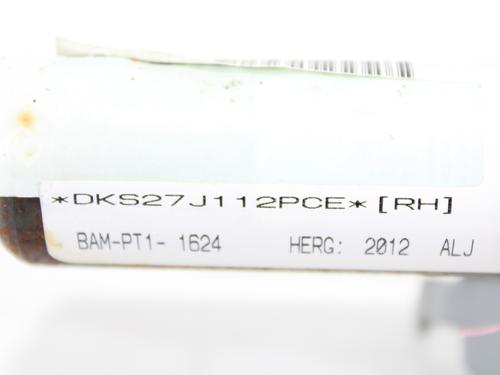 *DKS27J112PCE*[RH]
BAM-PT1- 1624 HERG: 2012 ALJ